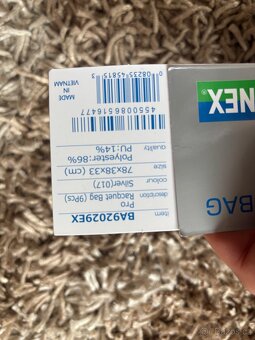 NEX
BAG
item
BA92029EX
description
Pro
Racquet Bag (9Pcs)
colour
Silver(017)
size
78x38x33 (cm)
quality
Polyester:86%
PU:14%
4550086516477
MADE IN
VIETNAM